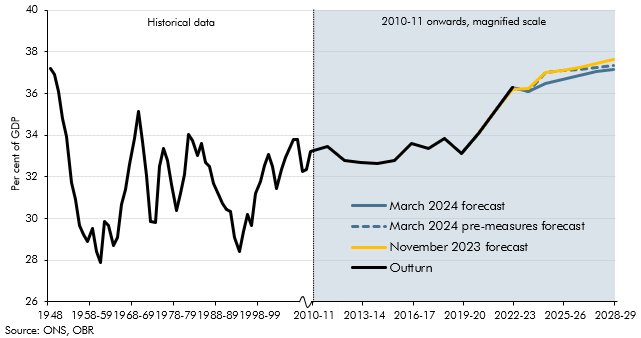 40
38
36
34
32
30
28
26
Per cent of GDP
Historical data
2010-11 onwards, magnified scale
March 2024 forecast
March 2024 pre-measures forecast
November 2023 forecast
Outturn
1948 1958-59 1968-69 1978-79 1988-89 1998-99 2010-11 2013-14 2016-17 2019-20 2022-23 2025-26 2028-29
Source: ONS, OBR